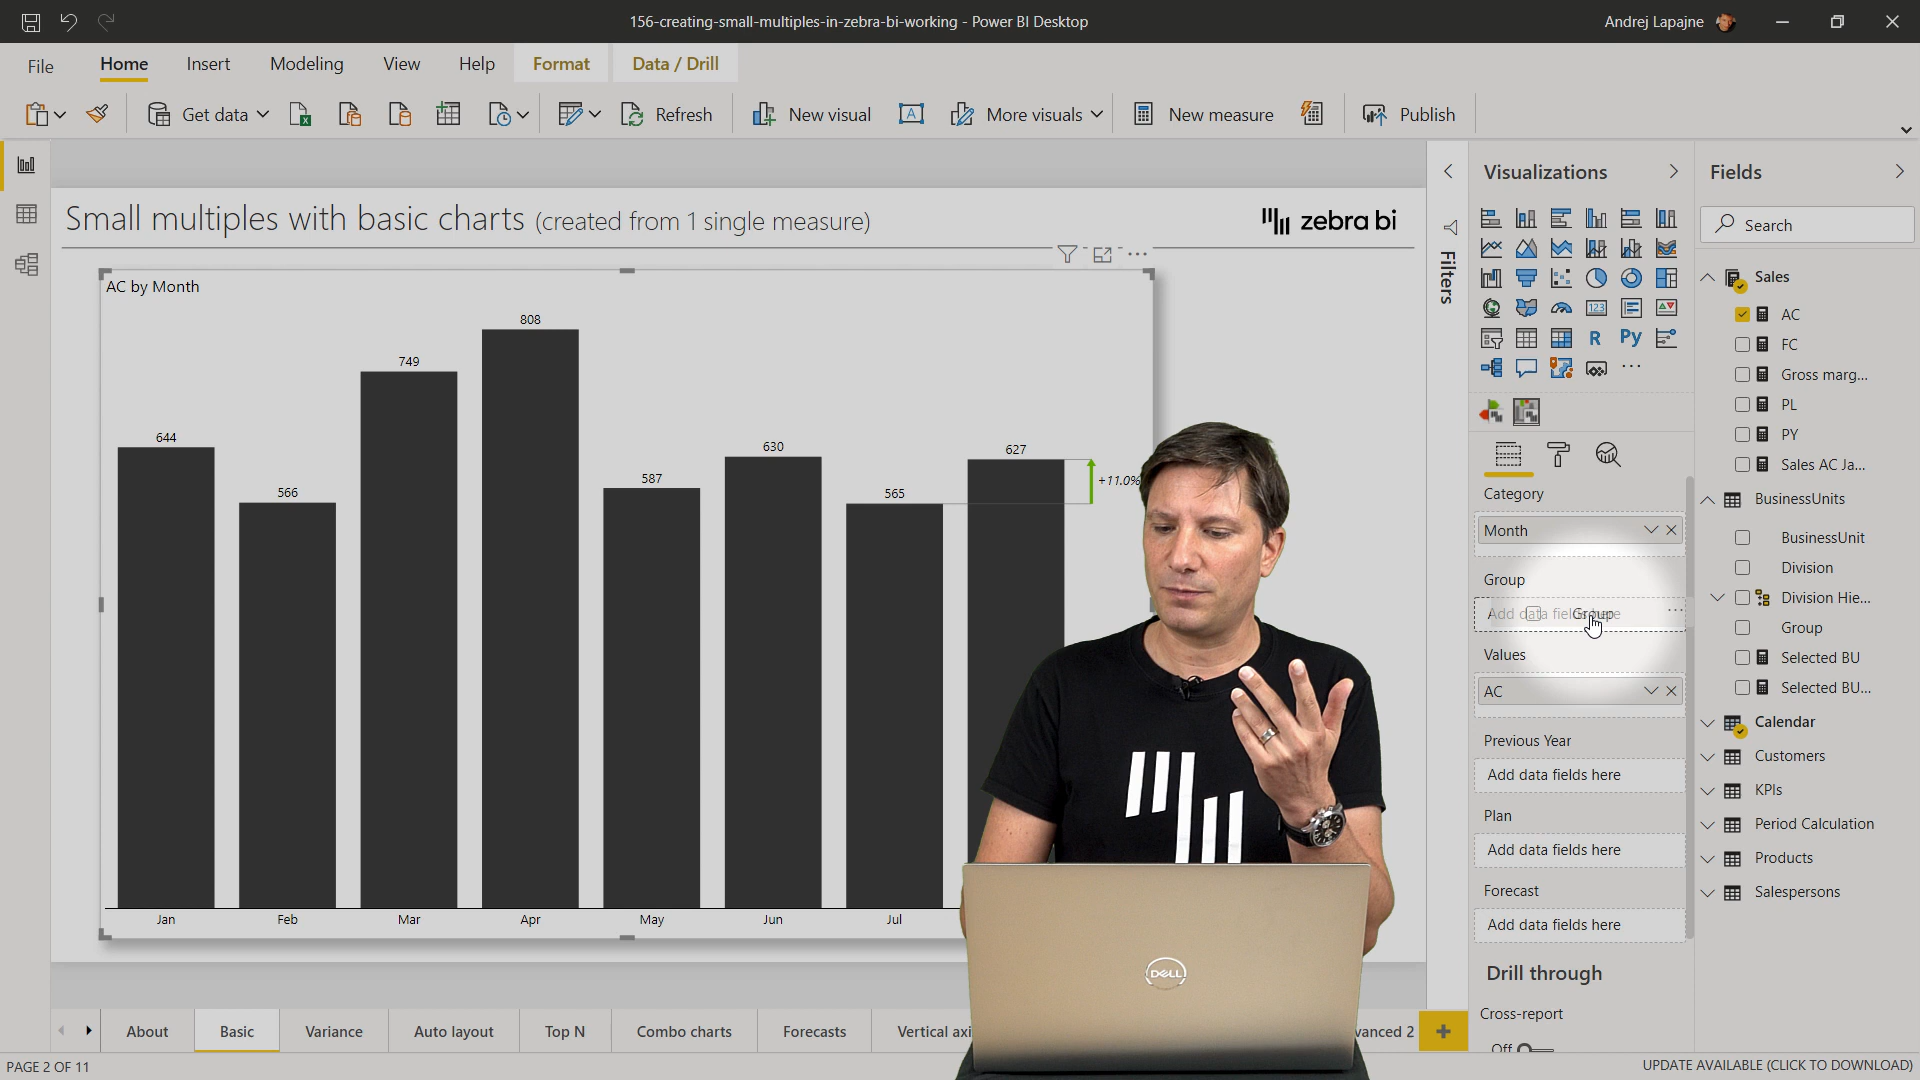 156-creating-small-multiples-in-zebra-bi-working - Power BI Desktop
Andrej Lapajne
File
Home
Insert
Modeling
View
Help
Format
Data / Drill
Get data
Refresh
New visual
More visuals
New measure
Publish
Small multiples with basic charts (created from 1 single measure)
zebra bi
AC by Month
644
566
749
808
587
630
565
627
+11.0%
Jan
Feb
Mar
Apr
May
Jun
Jul
DELL
Filters
Visualizations
123
R
Py
Category
Month
Group
Add data fields here
Group
Values
AC
Previous Year
Add data fields here
Plan
Add data fields here
Forecast
Add data fields here
Drill through
Cross-report
Off
Fields
Search
Sales
AC
FC
Gross marg...
PL
PY
Sales AC Ja...
BusinessUnits
BusinessUnit
Division
Division Hie...
Group
Selected BU
Selected BU...
Calendar
Customers
KPIs
Period Calculation
Products
Salespersons
About
Basic
Variance
Auto layout
Top N
Combo charts
Forecasts
Vertical axi
vanced 2
PAGE 2 OF 11
UPDATE AVAILABLE (CLICK TO DOWNLOAD)